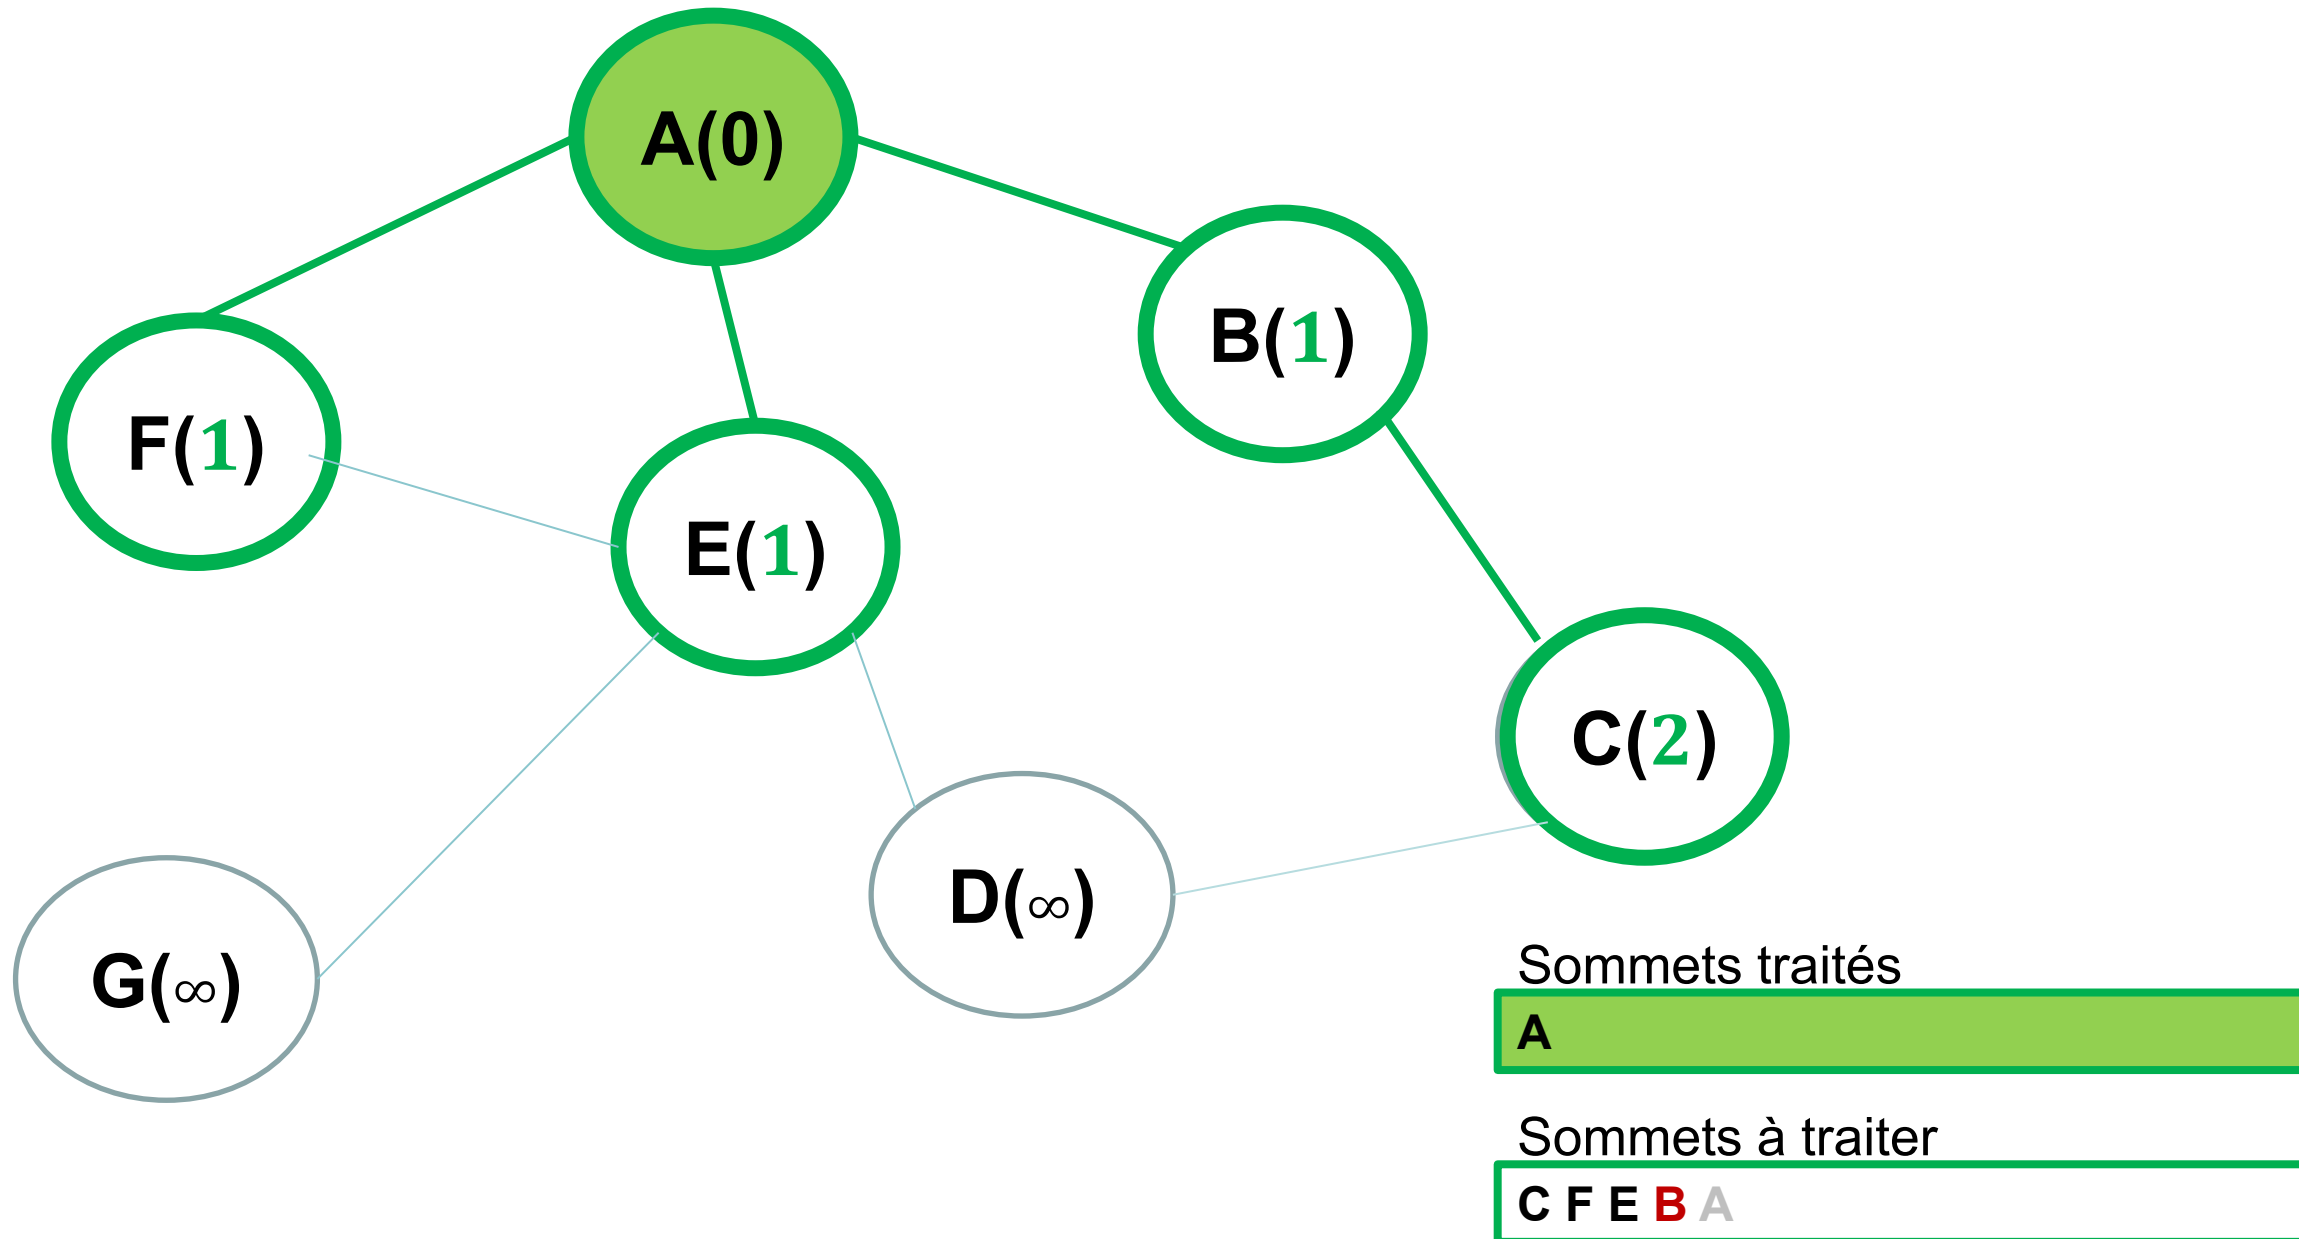 A(0)
B(1)
F(1)
E(1)
C(2)
D(∞)
G(∞)
Sommets traités
A
Sommets à traiter
C F E B A